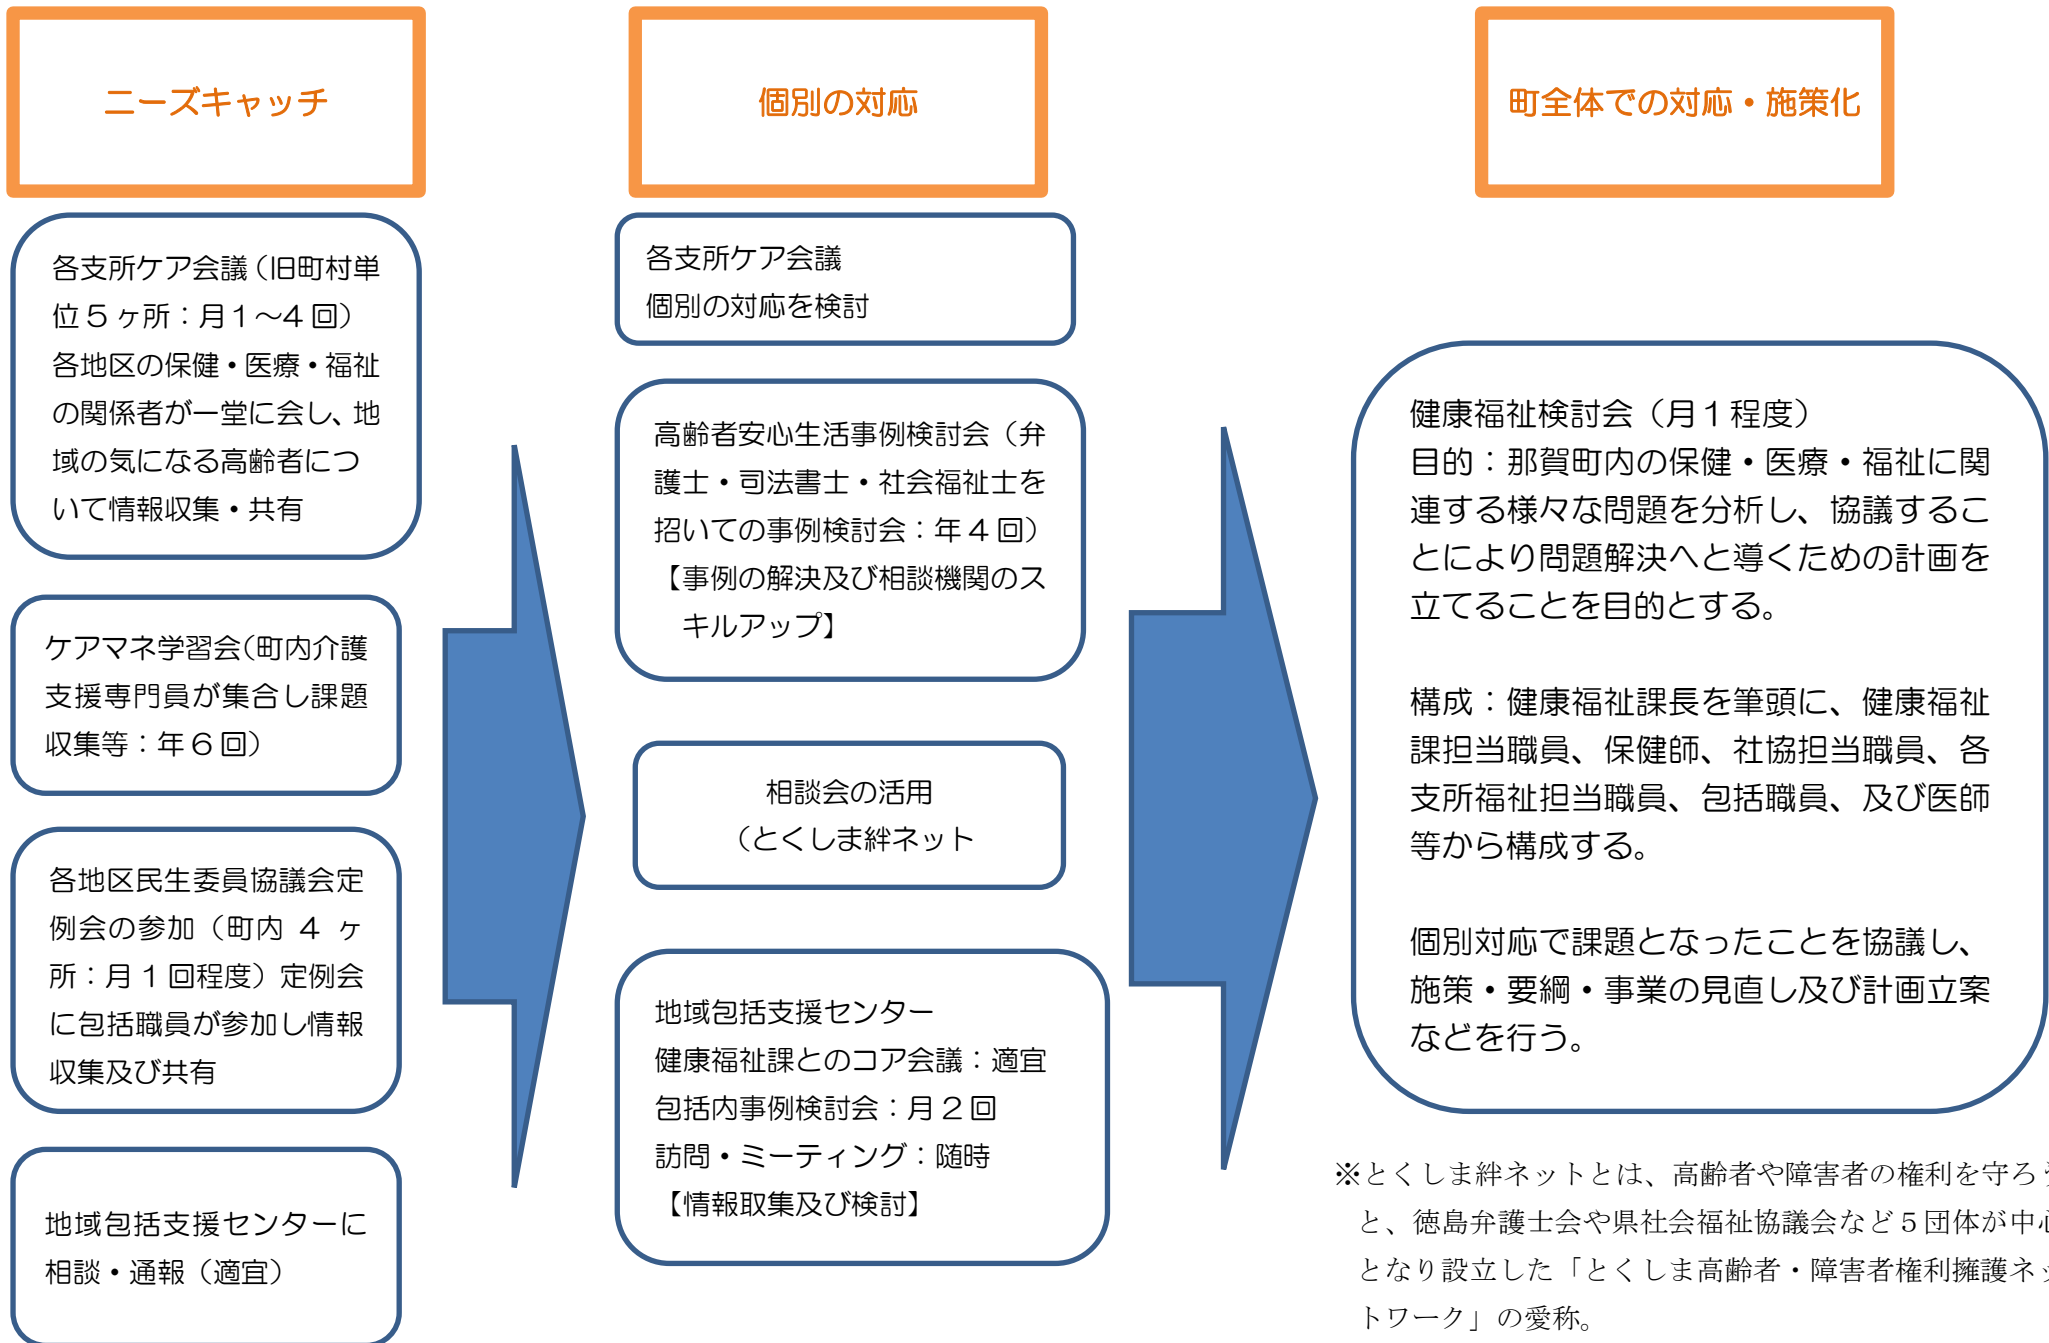 ニーズキャッチ
個別の対応
町全体での対応・施策化
各支所ケア会議（旧町村単
位５ヶ所：月１～４回）
各地区の保健・医療・福祉
の関係者が一堂に会し、地
域の気になる高齢者につ
いて情報収集・共有
ケアマネ学習会（町内介護
支援専門員が集合し課題
収集等：年６回）
各地区民生委員協議会定
例会の参加（町内 ４ ヶ
所：月１回程度）定例会
に包括職員が参加し情報
収集及び共有
地域包括支援センターに
相談・通報（適宜）
各支所ケア会議
個別の対応を検討
高齢者安心生活事例検討会（弁
護士・司法書士・社会福祉士を
招いての事例検討会：年４回）
【事例の解決及び相談機関のス
キルアップ】
相談会の活用
（とくしま絆ネット
地域包括支援センター
健康福祉課とのコア会議：適宜
包括内事例検討会：月２回
訪問・ミーティング：随時
【情報取集及び検討】
健康福祉検討会（月１程度）
目的：那賀町内の保健・医療・福祉に関
連する様々な問題を分析し、協議するこ
とにより問題解決へと導くための計画を
立てることを目的とする。
構成：健康福祉課長を筆頭に、健康福祉
課担当職員、保健師、社協担当職員、各
支所福祉担当職員、包括職員、及び医師
等から構成する。
個別対応で課題となったことを協議し、
施策・要綱・事業の見直し及び計画立案
などを行う。
※とくしま絆ネットとは、高齢者や障害者の権利を守ろう
と、徳島弁護士会や県社会福祉協議会など５団体が中心
となり設立した「とくしま高齢者・障害者権利擁護ネッ
トワーク」の愛称。